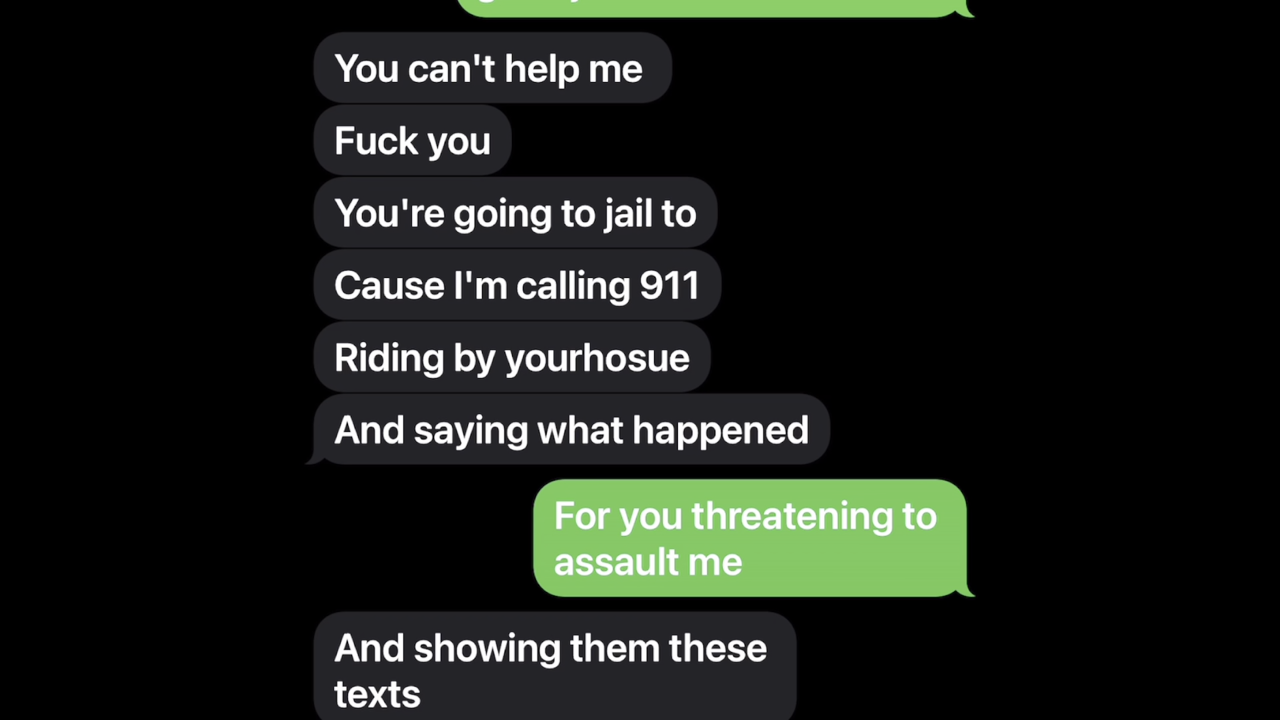 You can't help me
Fuck you
You're going to jail to
Cause I'm calling 911
Riding by yourhosue
And saying what happened
For you threatening to
assault me
And showing them these
texts